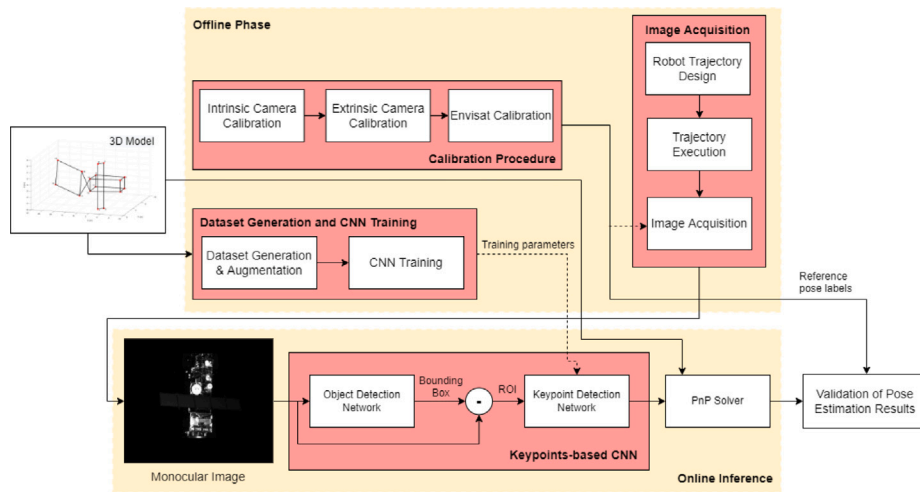 Offline Phase
Image Acquisition
Robot Trajectory
Design
Trajectory
Execution
Image Acquisition
Intrinsic Camera
Calibration
Extrinsic Camera
Calibration
Envisat Calibration
Calibration Procedure
3D Model
Dataset Generation and CNN Training
Dataset Generation
& Augmentation
CNN Training
Training parameters
Reference
pose labels
Monocular Image
Object Detection
Network
Bounding
Box
ROI
Keypoint Detection
Network
Keypoints-based CNN
PnP Solver
Validation of Pose
Estimation Results
Online Inference